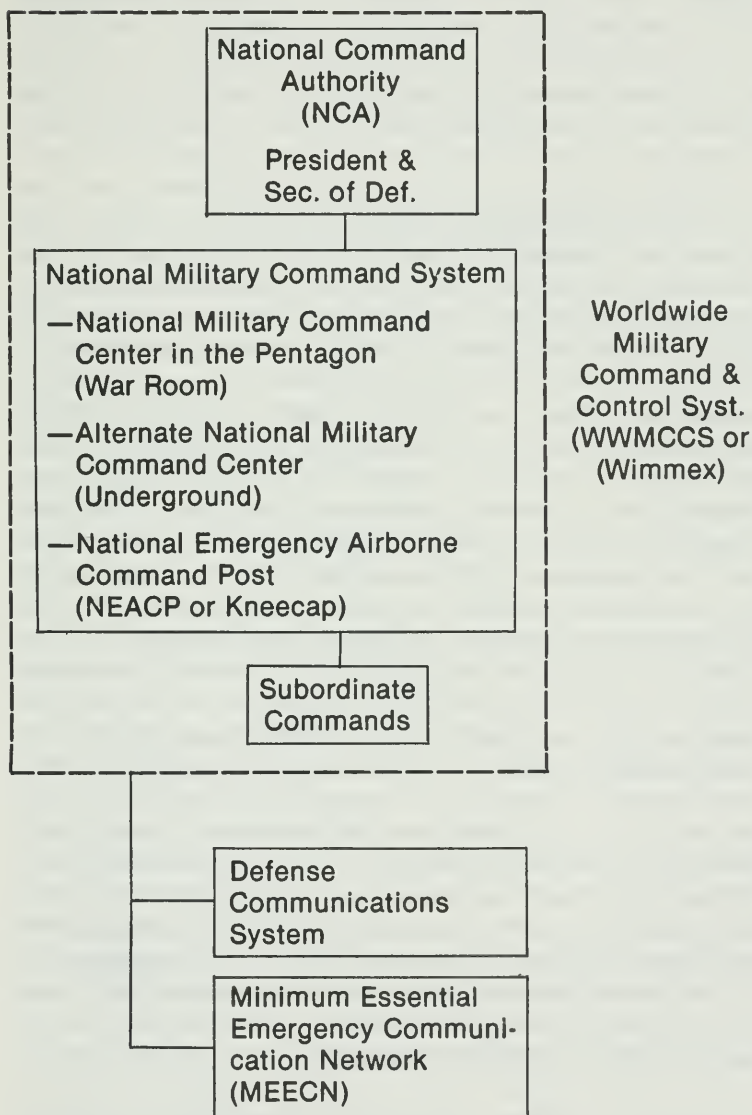 National Command
Authority
(NCA)
President &
Sec. of Def.
National Military Command System
—National Military Command
Center in the Pentagon
(War Room)
—Alternate National Military
Command Center
(Underground)
—National Emergency Airborne
Command Post
(NEACP or Kneecap)
Subordinate
Commands
Worldwide
Military
Command &
Control Syst.
(WWMCCS or
(Wimmex)
Defense
Communications
System
Minimum Essential
Emergency Communi-
cation Network
(MEECN)